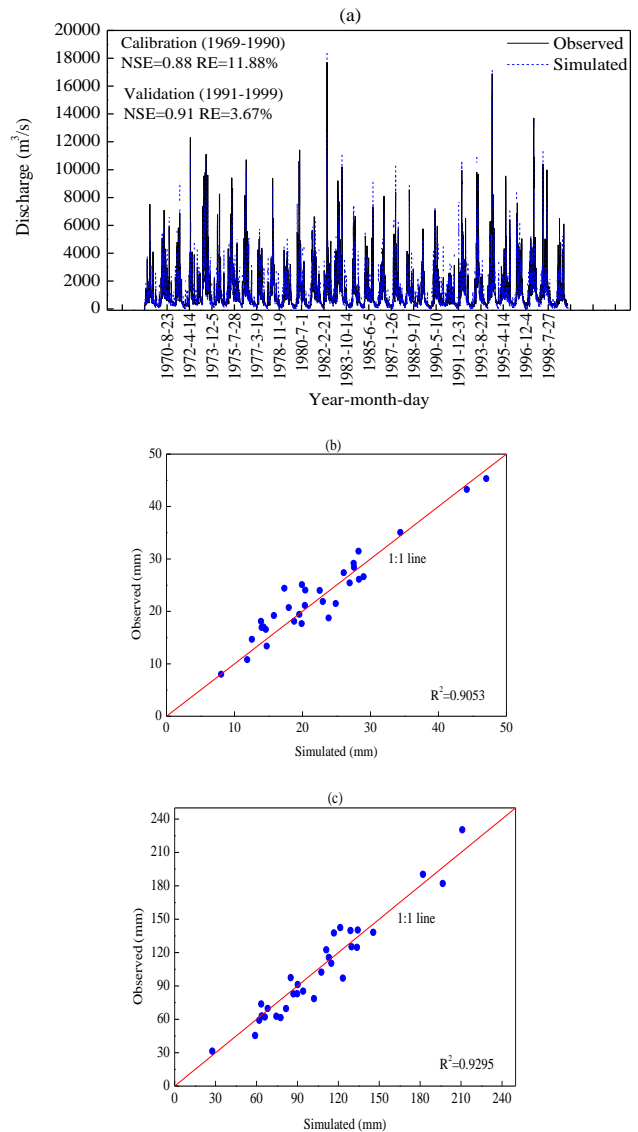 (a)
20000
18000
16000
14000
12000
10000
8000
6000
4000
2000
0
Discharge (m³/s)
Calibration (1969-1990)
NSE=0.88 RE=11.88%
Validation (1991-1999)
NSE=0.91 RE=3.67%
Observed
Simulated
1970-8-23
1972-4-14
1973-12-5
1975-7-28
1977-3-19
1978-11-9
1980-7-1
1982-2-21
1983-10-14
1985-6-5
1987-1-26
1988-9-17
1990-5-10
1991-12-31
1993-8-22
1995-4-14
1996-12-4
1998-7-27
Year-month-day
(b)
50
40
30
20
10
0
Observed (mm)
1:1 line
R²=0.9053
0 10 20 30 40 50
Simulated (mm)
(c)
240
210
180
150
120
90
60
30
0
Observed (mm)
1:1 line
R²=0.9295
0 30 60 90 120 150 180 210
Simulated (mm)